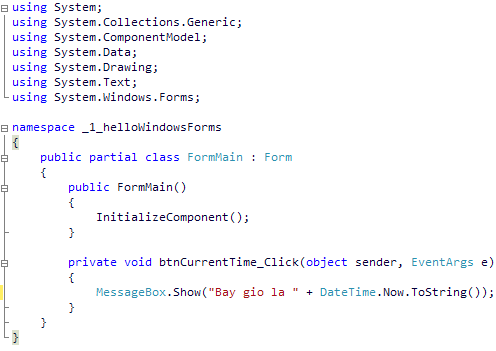 using System;
using System.Collections.Generic;
using System.ComponentModel;
using System.Data;
using System.Drawing;
using System.Text;
using System.Windows.Forms;

namespace _1_helloWindowsForms
{
    public partial class FormMain : Form
    {
        public FormMain()
        {
            InitializeComponent();
        }

        private void btnCurrentTime_Click(object sender, EventArgs e)
        {
            MessageBox.Show("Bay gio la " + DateTime.Now.ToString());
        }
    }
}